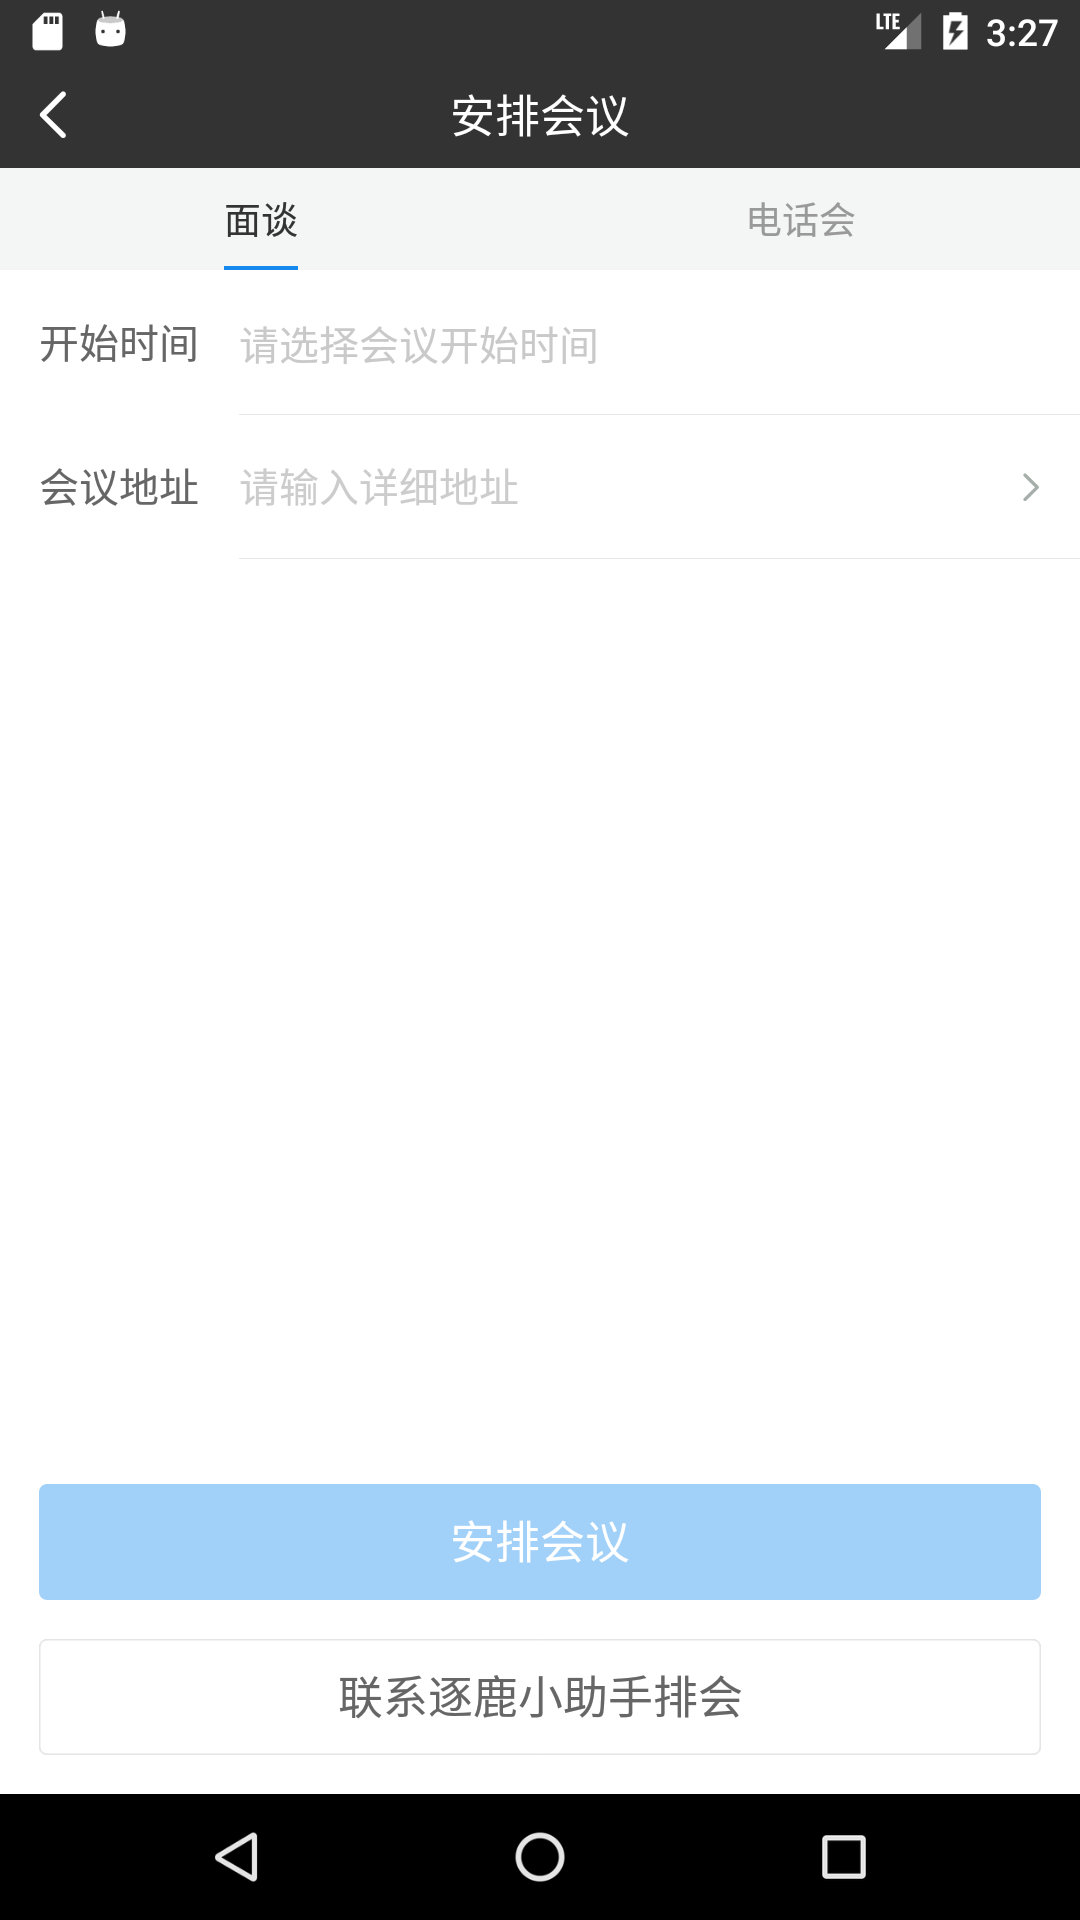 LTE 3:27
安排会议
面谈 电话会
开始时间 请选择会议开始时间
会议地址 请输入详细地址
安排会议
联系逐鹿小助手排会